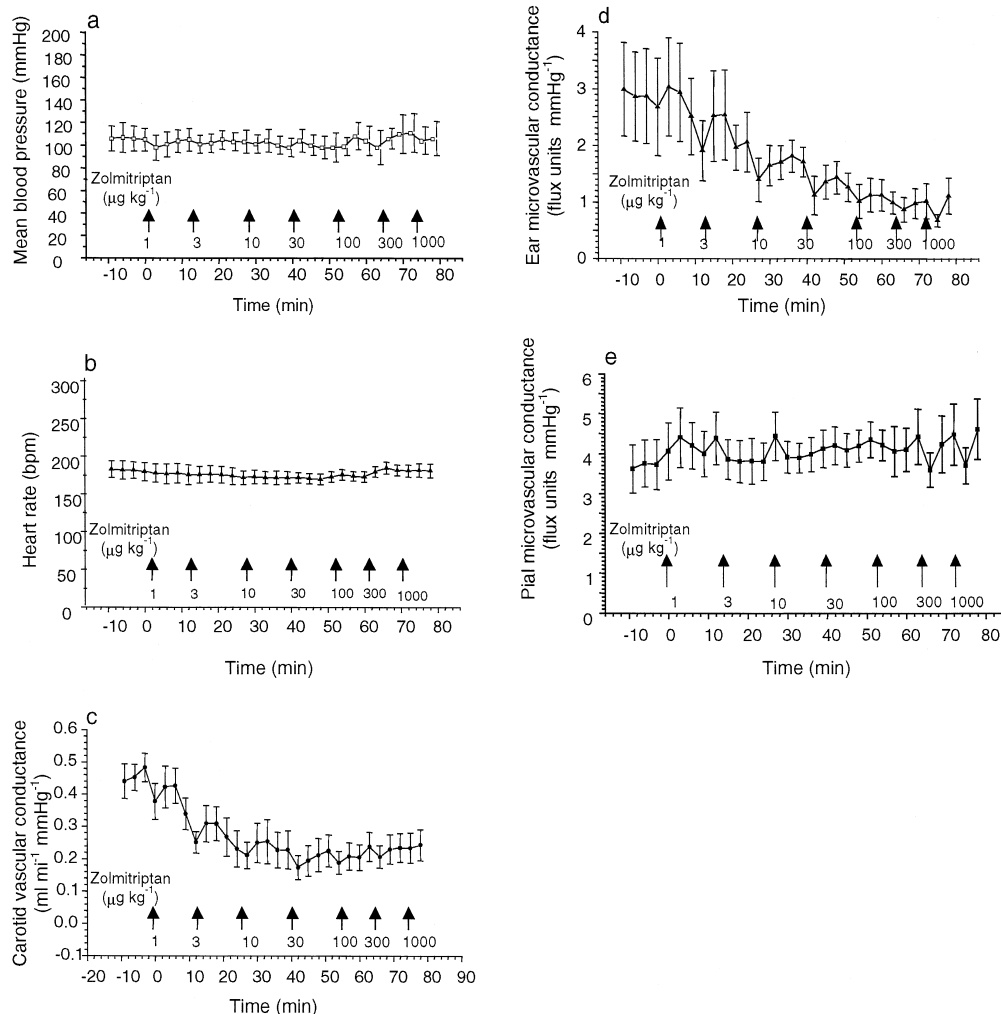 a
Mean blood pressure (mmHg)
200
180
160
140
120
100
80
60
40
20
0
Zolmitriptan
(µg kg-1)
1 3 10 30 100 300 1000
-10 0 10 20 30 40 50 60 70 80
Time (min)
b
Heart rate (bpm)
300
250
200
150
100
50
0
Zolmitriptan
(µg kg-1)
1 3 10 30 100 300 1000
-10 0 10 20 30 40 50 60 70 80
Time (min)
c
Carotid vascular conductance
(ml mi-1 mmHg-1)
0.6
0.5
0.4
0.3
0.2
0.1
0.0
-0.1
Zolmitriptan
(µg kg-1)
1 3 10 30 100 300 1000
-20 -10 0 10 20 30 40 50 60 70 80 90
Time (min)
d
Ear microvascular conductance
(flux units mmHg-1)
4
3
2
1
0
Zolmitriptan
(µg kg-1)
1 3 10 30 100 300 1000
-10 0 10 20 30 40 50 60 70 80
Time (min)
e
Pial microvascular conductance
(flux units mmHg-1)
6
5
4
3
2
1
0
Zolmitriptan
(µg kg-1)
1 3 10 30 100 300 1000
-10 0 10 20 30 40 50 60 70 80
Time (min)